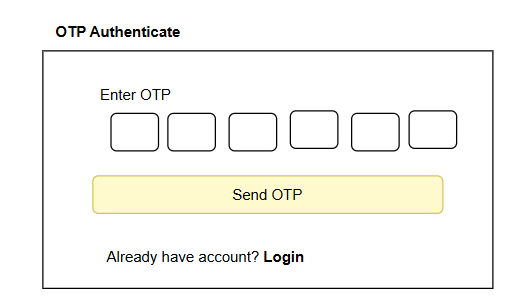 OTP Authenticate
Enter OTP
Send OTP
Already have account? Login